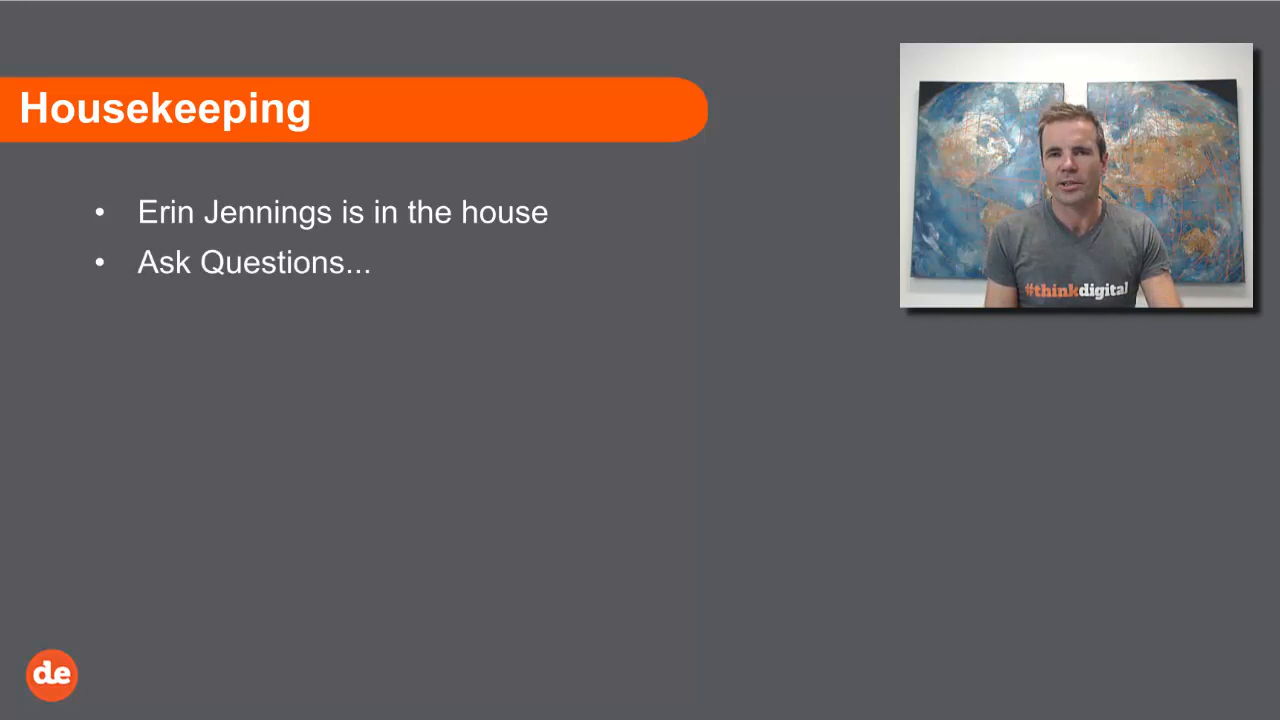 Housekeeping
• Erin Jennings is in the house
• Ask Questions...
#thinkdigital
de